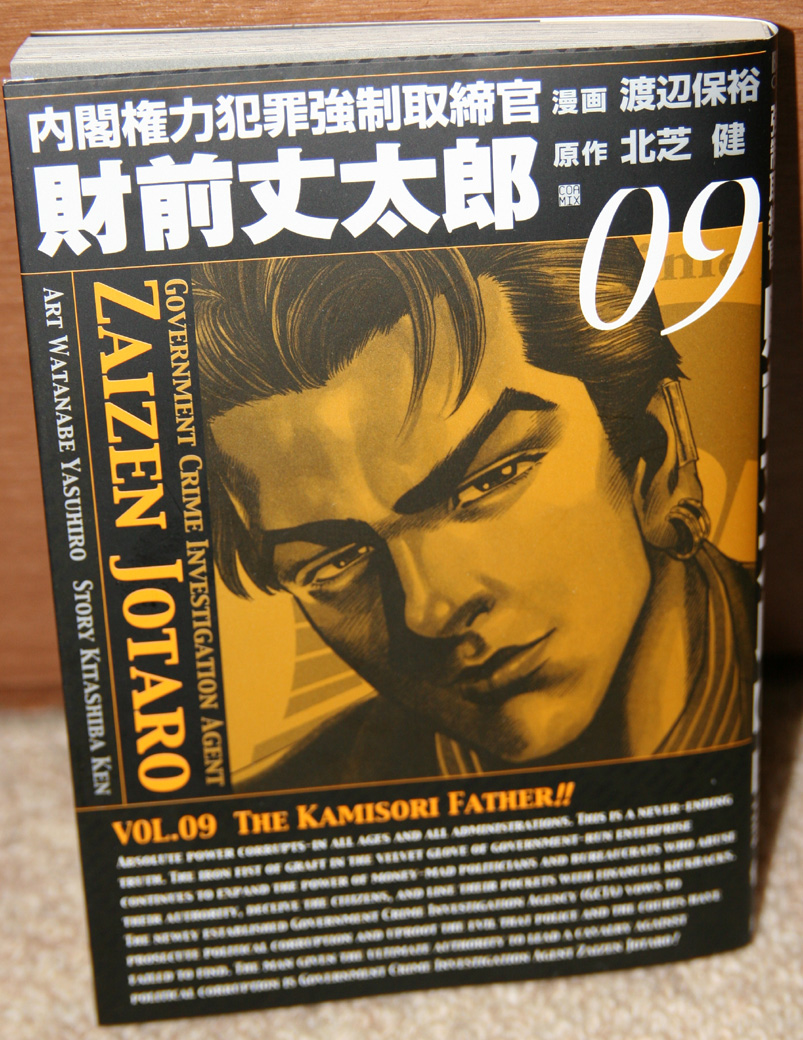 内閣権力犯罪強制取締官
財前丈太郎
漫画 渡辺保裕
原作 北芝 健
COA
MIX
09
GOVERNMENT CRIME INVESTIGATION AGENT
ZAIZEN JOTARO
ART WATANABE YASUHIRO STORY KITASHIBA KEN
VOL.09 THE KAMISORI FATHER!!
ABSOLUTE POWER CORRUPTS-IN ALL AGES AND ALL ADMINISTRATIONS. THIS IS A NEVER-ENDING
TRUTH. THE IRON FIST OF GRAFT IN THE VELVET GLOVE OF GOVERNMENT-RUN ENTERPRISE
CONTINUES TO EXPAND THE POWER OF MONEY-MAD POLITICIANS AND BUREAUCRATS WHO ABUSE
THEIR AUTHORITY, DECEIVE THE CITIZENS, AND LINE THEIR POCKETS WITH FINANCIAL KICKBACKS.
THE NEWLY ESTABLISHED GOVERNMENT CRIME INVESTIGATION AGENCY (GCIA) VOWS TO
PROSECUTE POLITICAL CORRUPTION AND UPROOT THE EVIL THAT POLICE AND THE COURTS HAVE
FAILED TO FIND. THE MAN GIVEN THE ULTIMATE AUTHORITY TO LEAD A CAVALRY AGAINST
POLITICAL CORRUPTION IS GOVERNMENT CRIME INVESTIGATION AGENT ZAIZEN JOTARO!